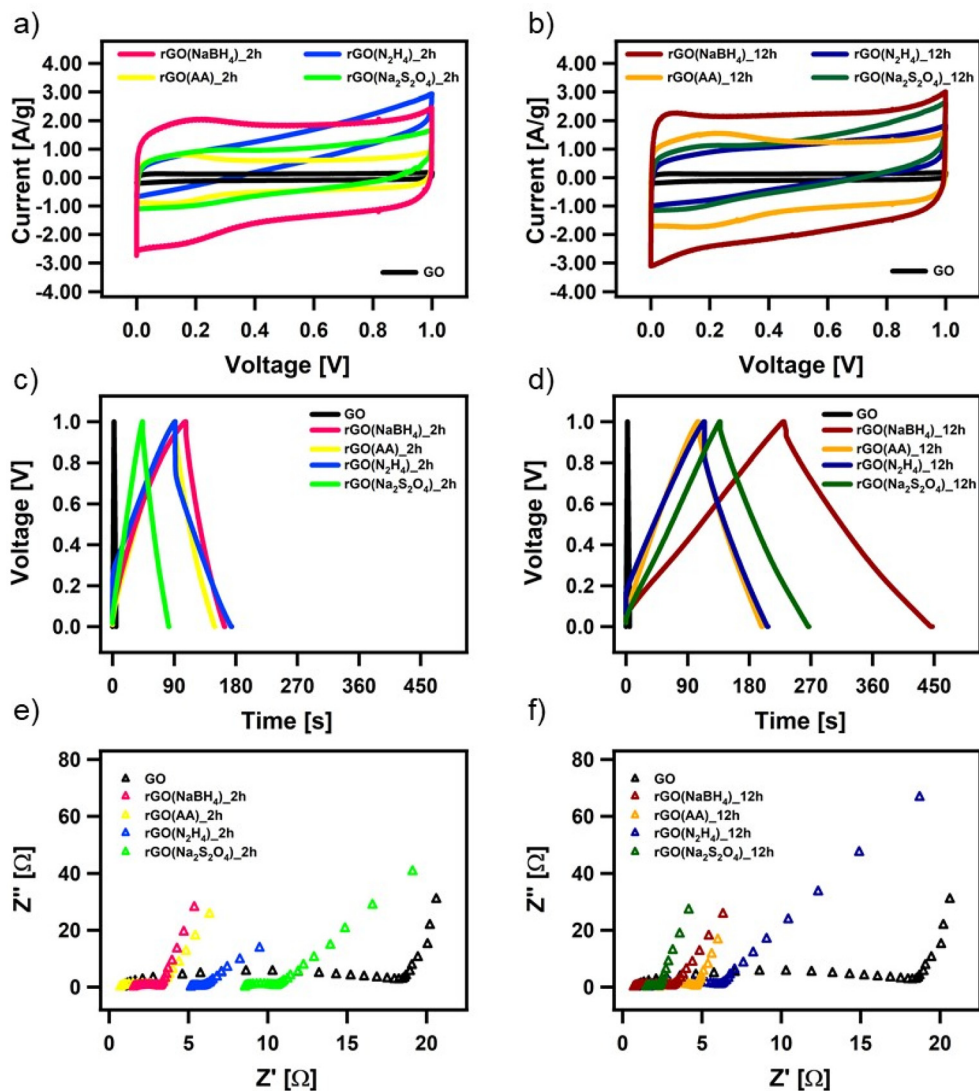 a)
rGO(NaBH₄)_2h rGO(N₂H₄)_2h
rGO(AA)_2h rGO(Na₂S₂O₄)_2h
4.00
3.00
2.00
1.00
0.00
-1.00
-2.00
-3.00
-4.00
Current [A/g]
GO
0.0 0.2 0.4 0.6 0.8 1.0
Voltage [V]
b)
rGO(NaBH₄)_12h rGO(N₂H₄)_12h
rGO(AA)_12h rGO(Na₂S₂O₄)_12h
4.00
3.00
2.00
1.00
0.00
-1.00
-2.00
-3.00
-4.00
Current [A/g]
GO
0.0 0.2 0.4 0.6 0.8 1.0
Voltage [V]
c)
GO
rGO(NaBH₄)_2h
rGO(AA)_2h
rGO(N₂H₄)_2h
rGO(Na₂S₂O₄)_2h
1.0
0.8
0.6
0.4
0.2
0.0
Voltage [V]
0 90 180 270 360 450
Time [s]
d)
GO
rGO(NaBH₄)_12h
rGO(AA)_12h
rGO(N₂H₄)_12h
rGO(Na₂S₂O₄)_12h
1.0
0.8
0.6
0.4
0.2
0.0
Voltage [V]
0 90 180 270 360 450
Time [s]
e)
GO
rGO(NaBH₄)_2h
rGO(AA)_2h
rGO(N₂H₄)_2h
rGO(Na₂S₂O₄)_2h
80
60
40
20
0
Z'' [Ω]
0 5 10 15 20
Z' [Ω]
f)
GO
rGO(NaBH₄)_12h
rGO(AA)_12h
rGO(N₂H₄)_12h
rGO(Na₂S₂O₄)_12h
80
60
40
20
0
Z'' [Ω]
0 5 10 15 20
Z' [Ω]